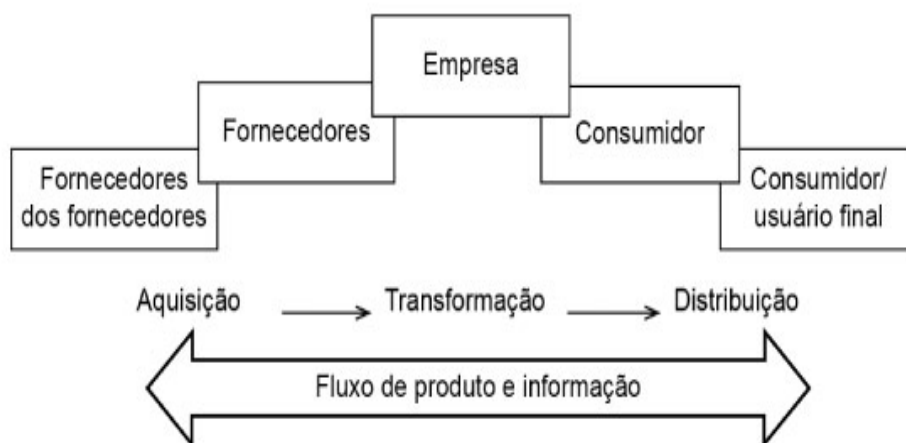 Empresa
Fornecedores
Consumidor
Fornecedores
dos fornecedores
Consumidor/
usuário final
Aquisição
Transformação
Distribuição
Fluxo de produto e informação